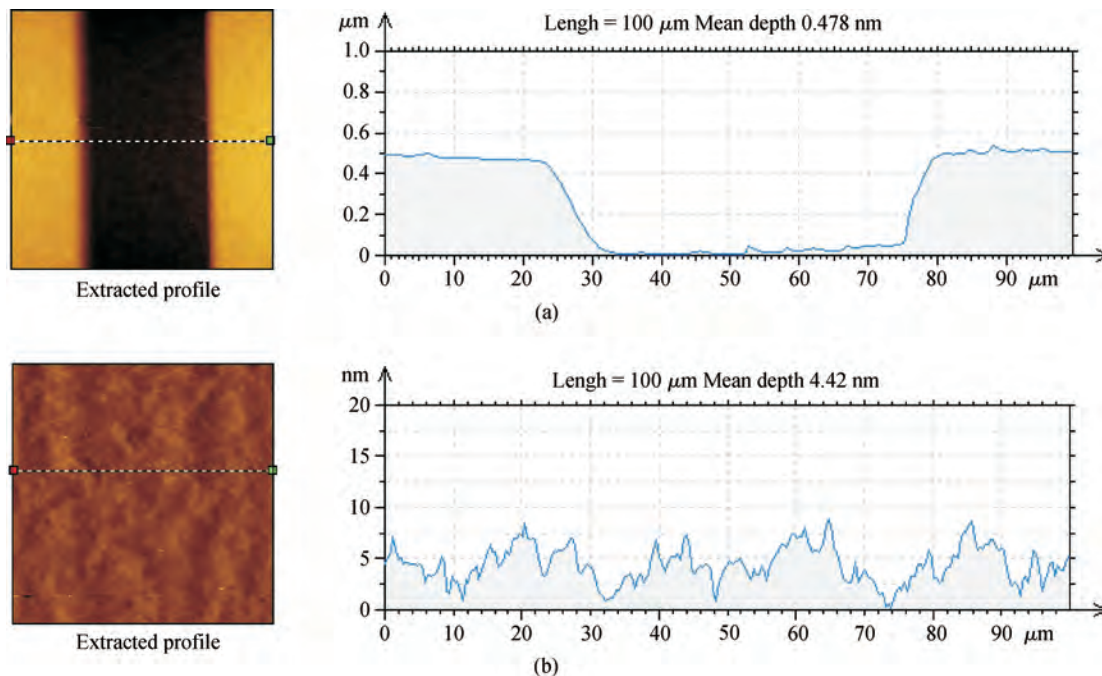 μm
Lengh = 100 μm Mean depth 0.478 nm
1.0
0.8
0.6
0.4
0.2
0
0 10 20 30 40 50 60 70 80 90 μm
Extracted profile
(a)
nm
Lengh = 100 μm Mean depth 4.42 nm
20
15
10
5
0
0 10 20 30 40 50 60 70 80 90 μm
Extracted profile
(b)